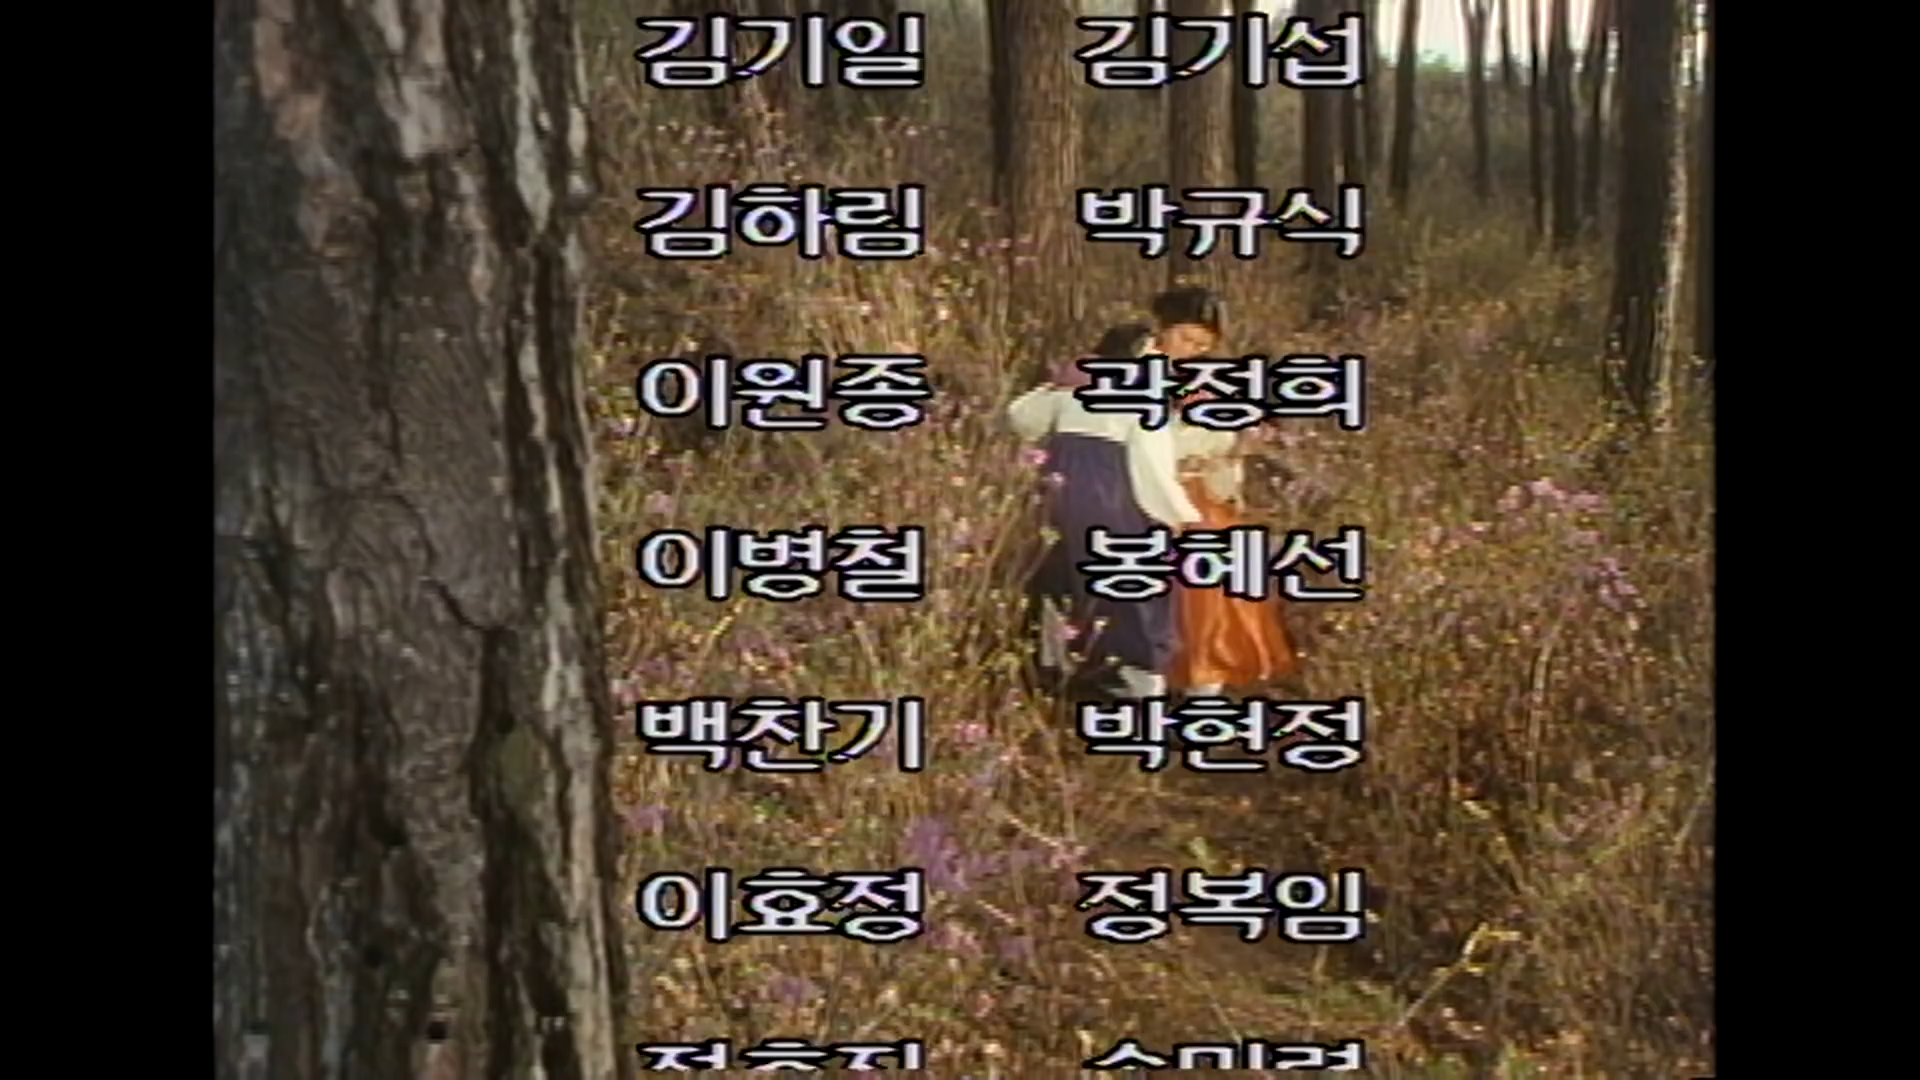 김기일 김기섭
김하림 박규식
이원종 곽정희
이병철 봉혜선
백찬기 박현정
이효정 정복임